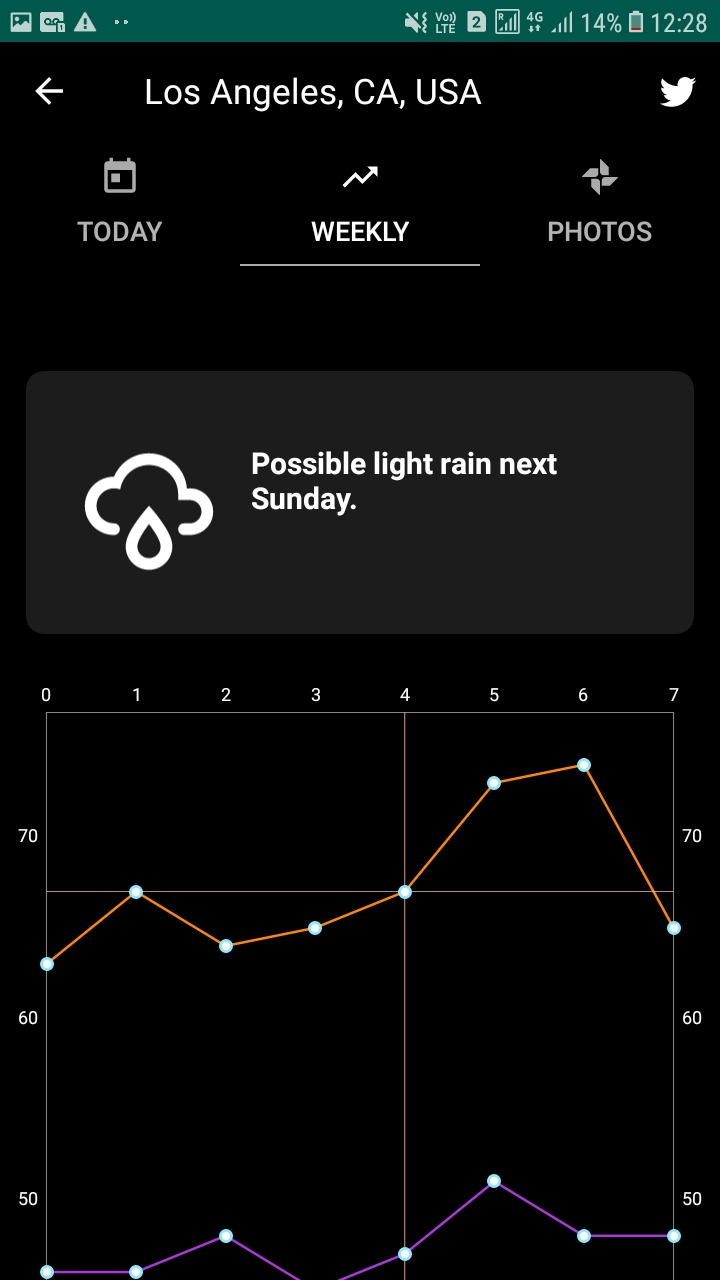 Vo))
LTE
2
R
4G
14%
12:28
Los Angeles, CA, USA
TODAY
WEEKLY
PHOTOS
Possible light rain next
Sunday.
0 1 2 3 4 5 6 7
70 70
60 60
50 50